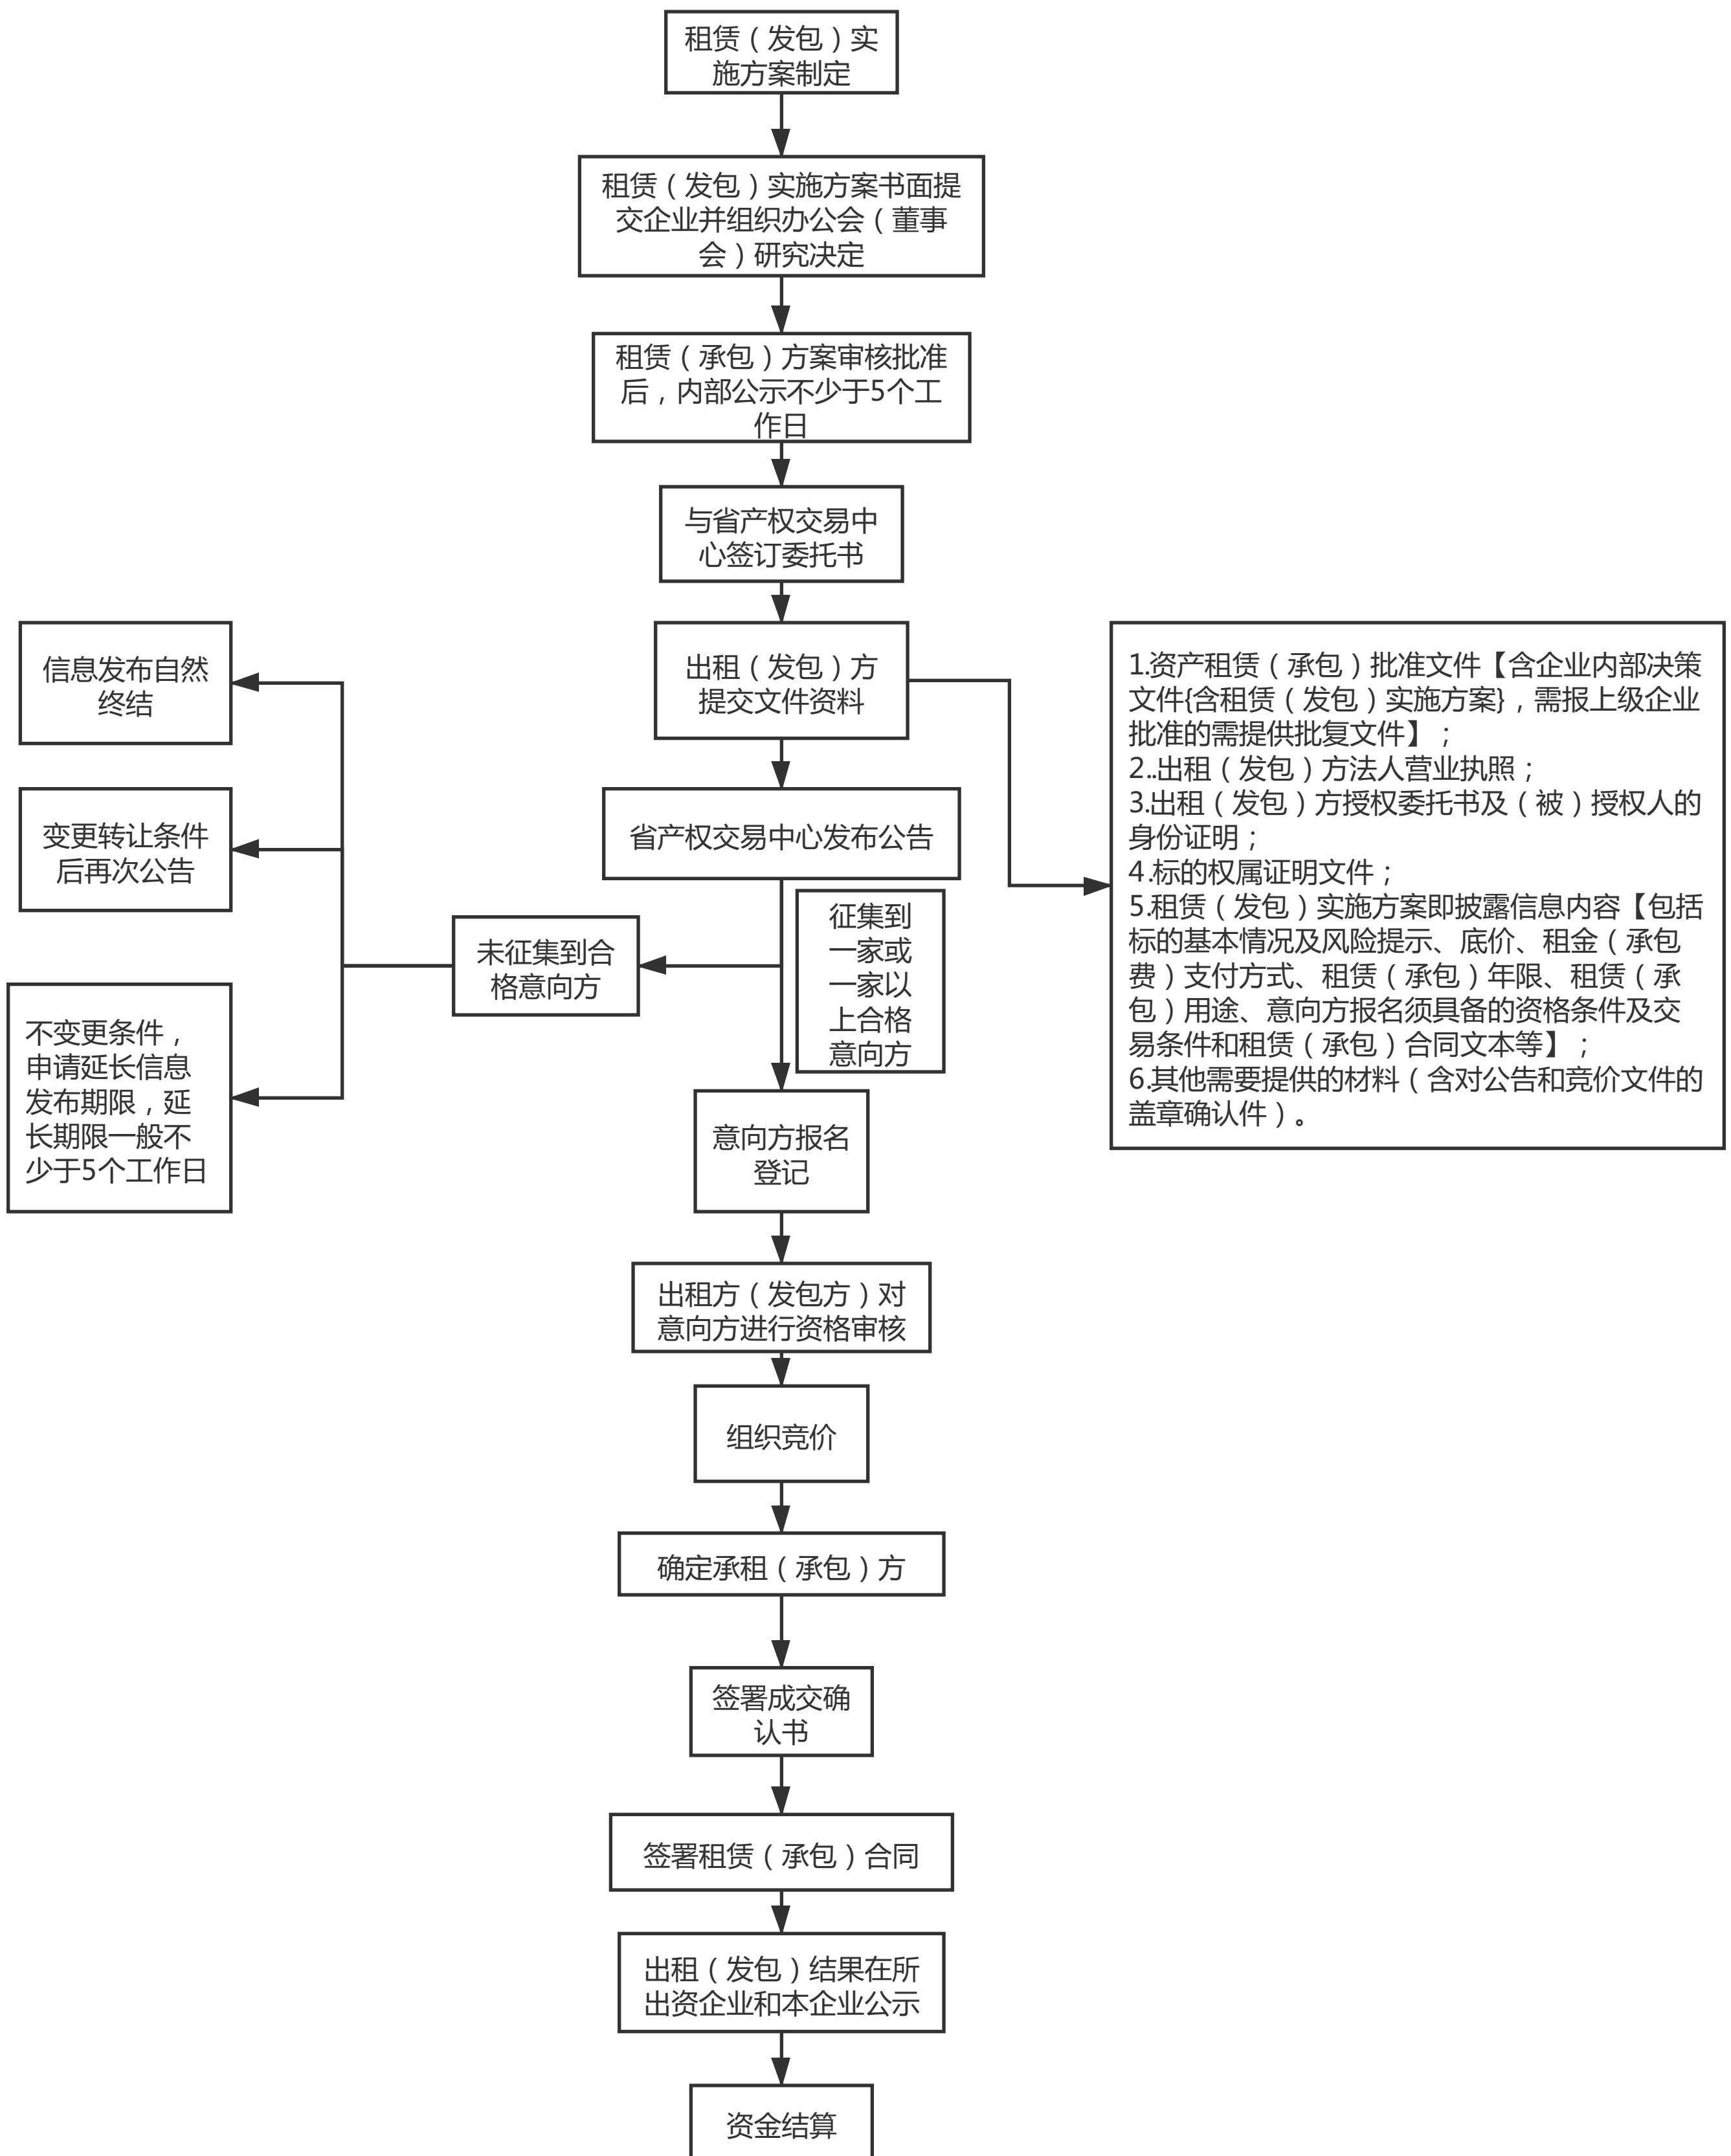 租赁（发包）实
施方案制定
租赁（发包）实施方案书面提
交企业并组织办公会（董事
会）研究决定
租赁（承包）方案审核批准
后，内部公示不少于5个工
作日
与省产权交易中
心签订委托书
出租（发包）方
提交文件资料
1.资产租赁（承包）批准文件【含企业内部决策
文件{含租赁（发包）实施方案}，需报上级企业
批准的需提供批复文件】；
2..出租（发包）方法人营业执照；
3.出租（发包）方授权委托书及（被）授权人的
身份证明；
4.标的权属证明文件；
5.租赁（发包）实施方案即披露信息内容【包括
标的基本情况及风险提示、底价、租金（承包
费）支付方式、租赁（承包）年限、租赁（承
包）用途、意向方报名须具备的资格条件及交
易条件和租赁（承包）合同文本等】；
6.其他需要提供的材料（含对公告和竞价文件的
盖章确认件）。
省产权交易中心发布公告
征集到
一家或
一家以
上合格
意向方
未征集到合
格意向方
信息发布自然
终结
变更转让条件
后再次公告
不变更条件，
申请延长信息
发布期限，延
长期限一般不
少于5个工作日
意向方报名
登记
出租方（发包方）对
意向方进行资格审核
组织竞价
确定承租（承包）方
签署成交确
认书
签署租赁（承包）合同
出租（发包）结果在所
出资企业和本企业公示
资金结算